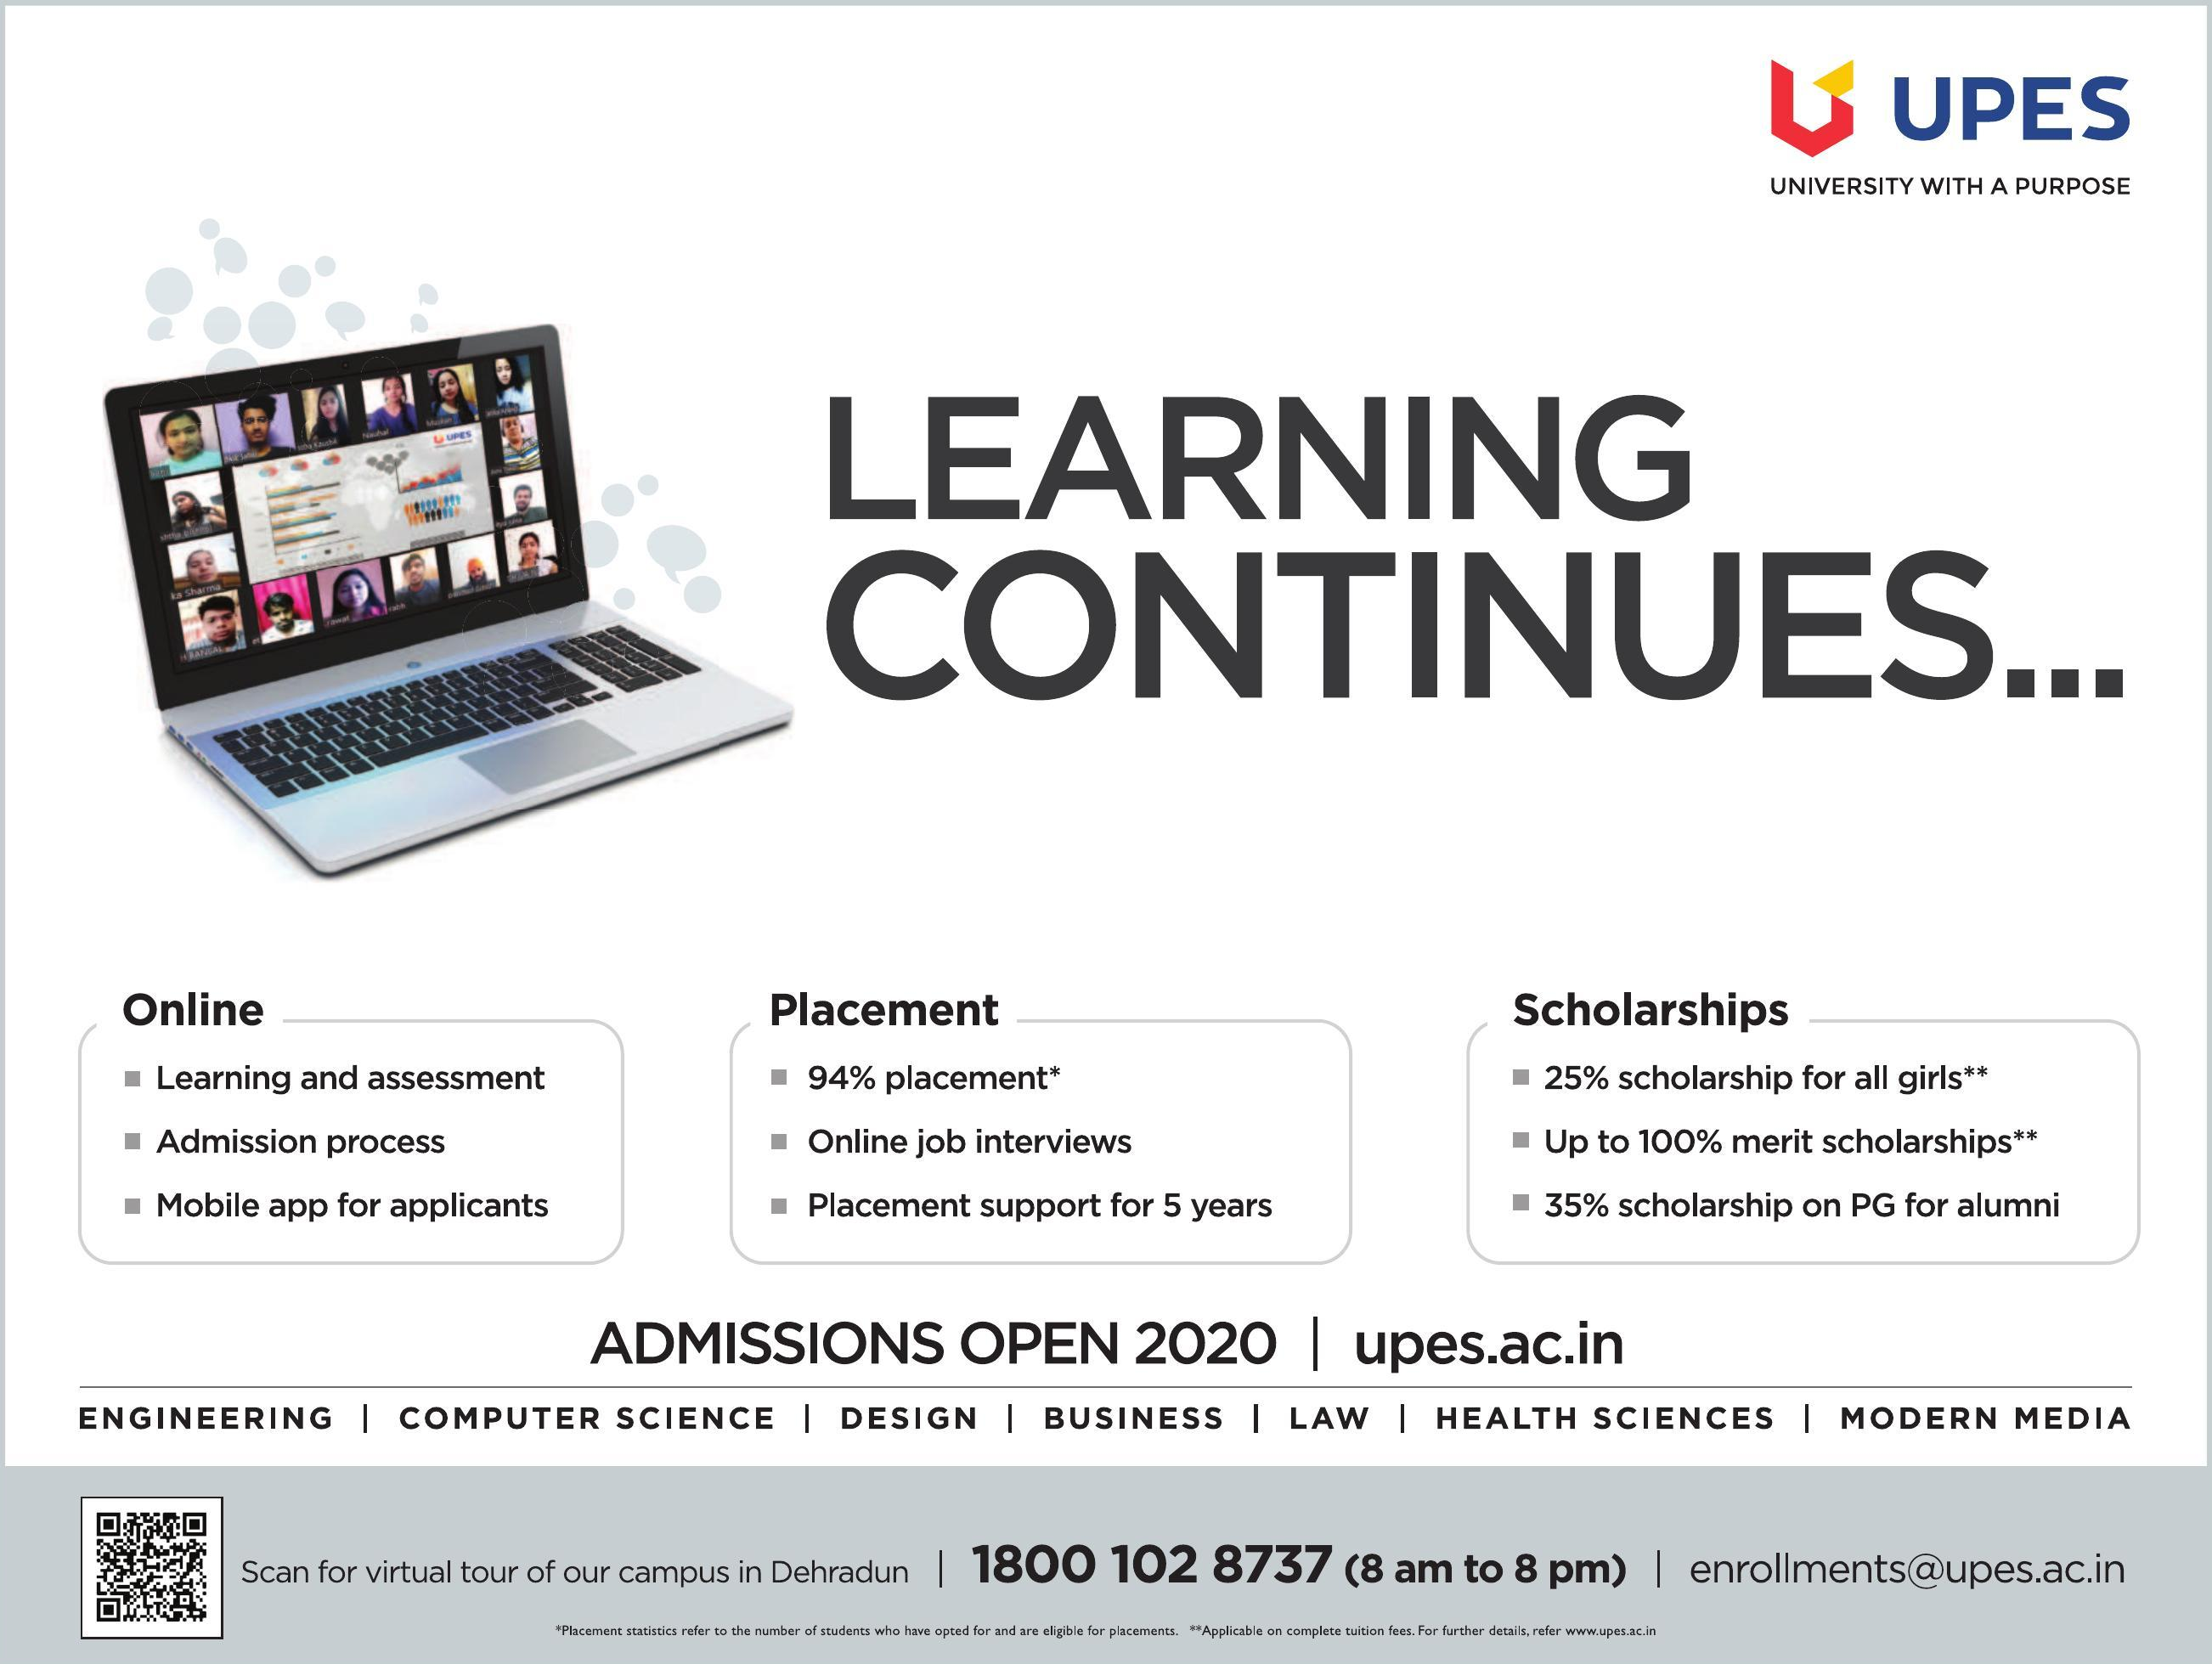 UPES
UNIVERSITY WITH A PURPOSE
Nauhal
UPES
ka Sharma
LEARNING
CONTINUES...
Online
Learning and assessment
Admission process
Mobile app for applicants
Placement
94% placement*
Online job interviews
Placement support for 5 years
Scholarships
25% scholarship for all girls**
Up to 100% merit scholarships**
35% scholarship on PG for alumni
ADMISSIONS OPEN 2020 | upes.ac.in
ENGINEERING | COMPUTER SCIENCE | DESIGN | BUSINESS | LAW | HEALTH SCIENCES | MODERN MEDIA
Scan for virtual tour of our campus in Dehradun | 1800 102 8737 (8 am to 8 pm) | enrollments@upes.ac.in
*Placement statistics refer to the number of students who have opted for and are eligible for placements. **Applicable on complete tuition fees. For further details, refer www.upes.ac.in